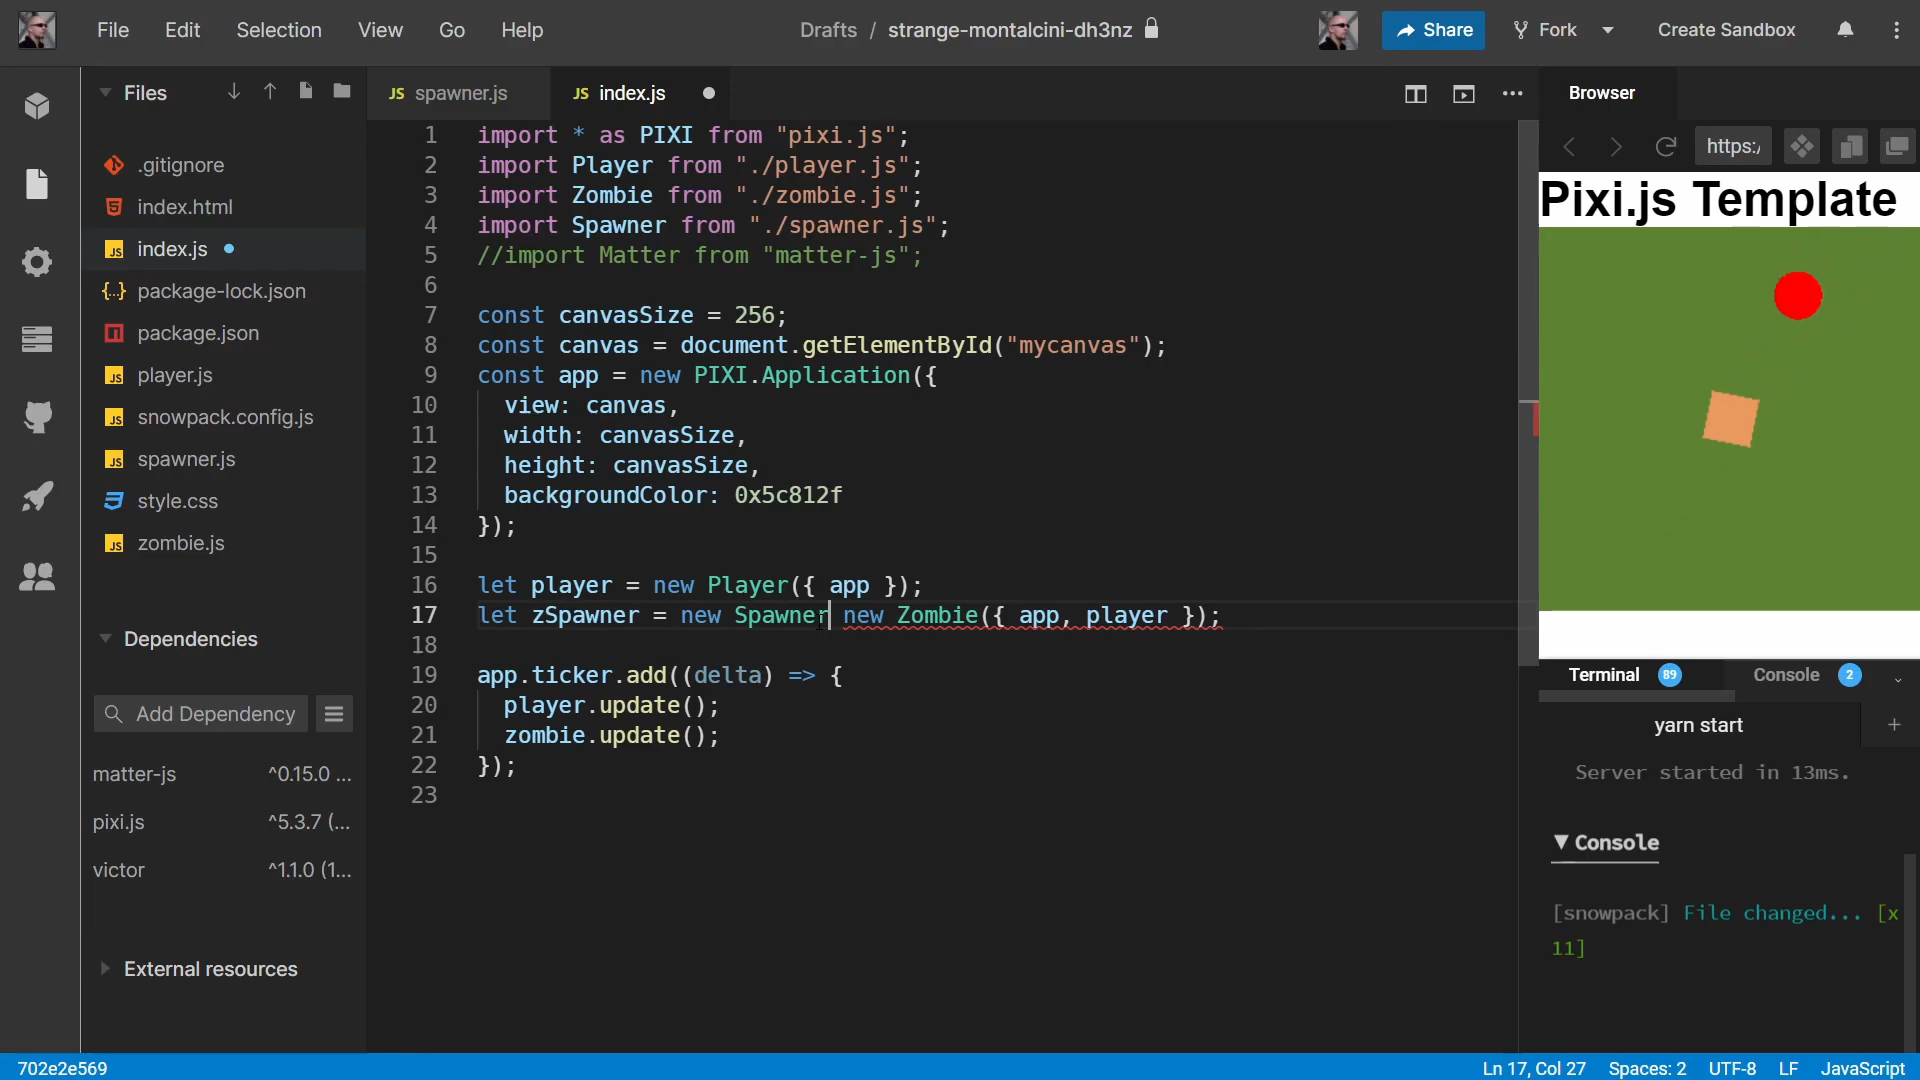 File Edit Selection View Go Help
Drafts / strange-montalcini-dh3nz
Share Fork Create Sandbox
Files
.gitignore
index.html
index.js
package-lock.json
package.json
player.js
snowpack.config.js
spawner.js
style.css
zombie.js
Dependencies
Add Dependency
matter-js ^0.15.0 ...
pixi.js ^5.3.7 (...
victor ^1.1.0 (1...
External resources
JS spawner.js JS index.js
1 import * as PIXI from "pixi.js";
2 import Player from "./player.js";
3 import Zombie from "./zombie.js";
4 import Spawner from "./spawner.js";
5 //import Matter from "matter-js";
6
7 const canvasSize = 256;
8 const canvas = document.getElementById("mycanvas");
9 const app = new PIXI.Application({
10 view: canvas,
11 width: canvasSize,
12 height: canvasSize,
13 backgroundColor: 0x5c812f
14 });
15
16 let player = new Player({ app });
17 let zSpawner = new Spawner new Zombie({ app, player });
18
19 app.ticker.add((delta) => {
20 player.update();
21 zombie.update();
22 });
23
Browser
https:/
Pixi.js Template
Terminal 89 Console 2
yarn start
Server started in 13ms.
▼ Console
[snowpack] File changed... [x
11]
702e2e569
Ln 17, Col 27 Spaces: 2 UTF-8 LF JavaScript